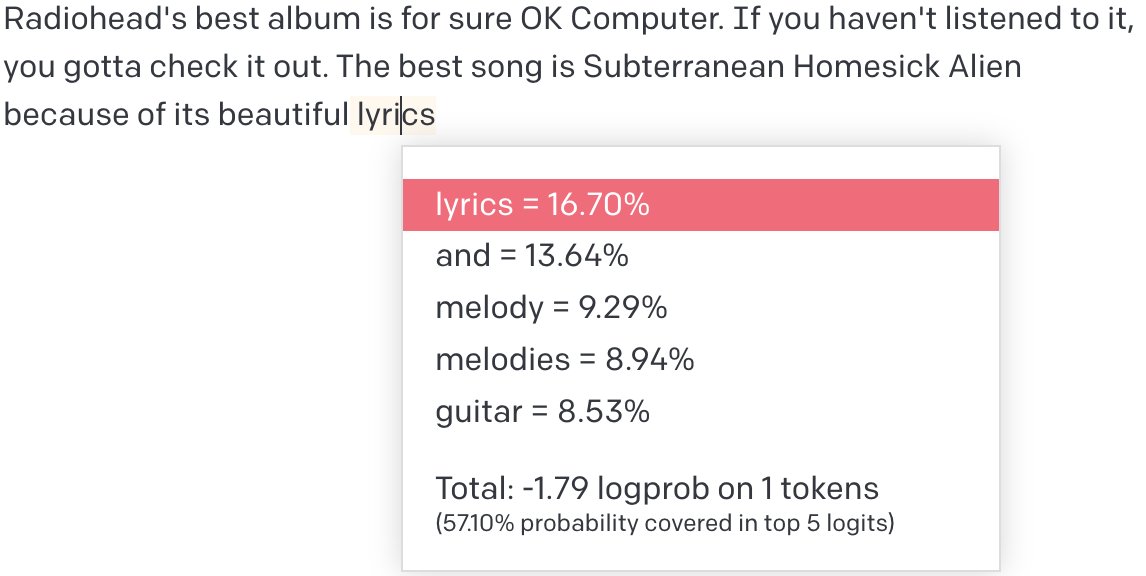 Radiohead's best album is for sure OK Computer. If you haven't listened to it,
you gotta check it out. The best song is Subterranean Homesick Alien
because of its beautiful lyrics
lyrics = 16.70%
and = 13.64%
melody = 9.29%
melodies = 8.94%
guitar = 8.53%
Total: -1.79 logprob on 1 tokens
(57.10% probability covered in top 5 logits)